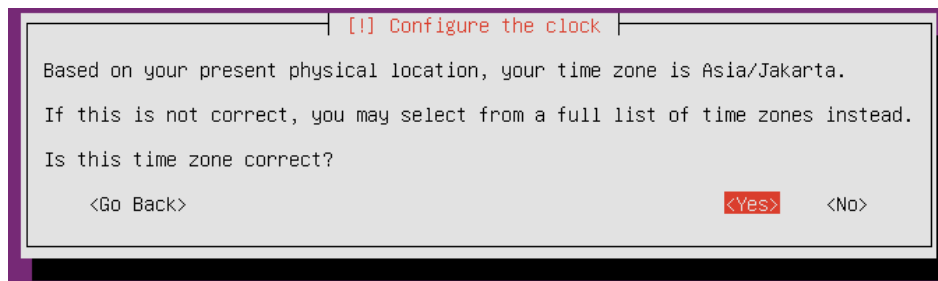 [!] Configure the clock
Based on your present physical location, your time zone is Asia/Jakarta.
If this is not correct, you may select from a full list of time zones instead.
Is this time zone correct?
<Go Back> <Yes> <No>